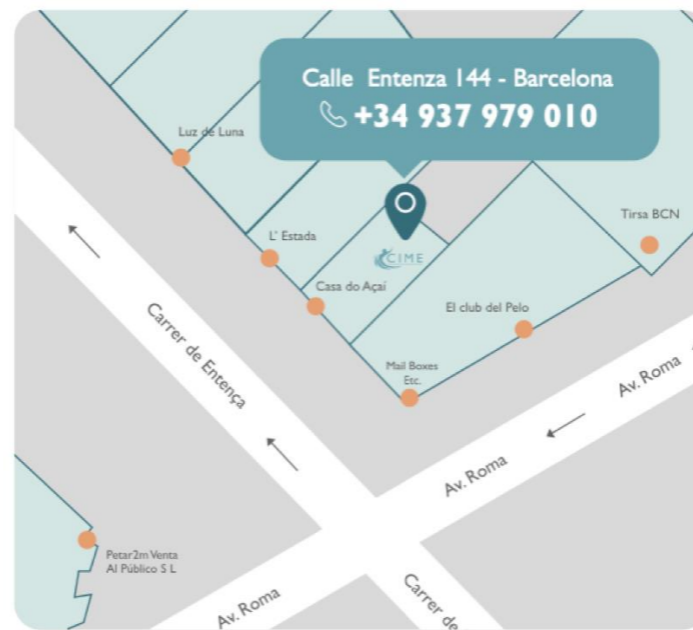 Calle Entenza 144 - Barcelona
+34 937 979 010
Luz de Luna
Tirsa BCN
L' Estada
CIME
Casa do Açaí
El club del Pelo
Carrer de Entença
Mail Boxes
Etc.
Av. Roma
Av. Roma
Petar2m Venta
Al Público S L
Av. Roma
Carrer de